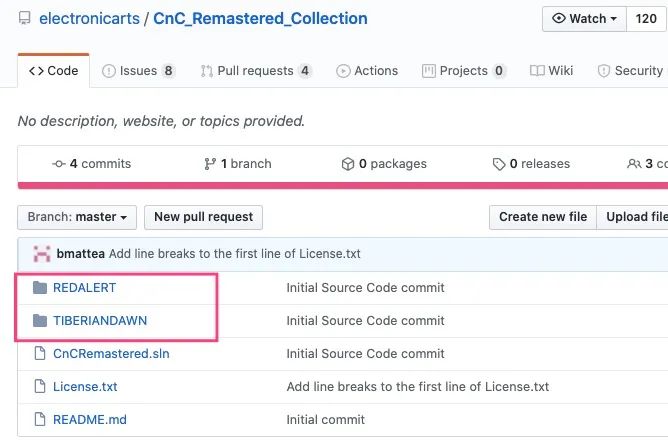 electronicarts / CnC_Remastered_Collection Watch 120
Code Issues 8 Pull requests 4 Actions Projects 0 Wiki Security
No description, website, or topics provided.
4 commits 1 branch 0 packages 0 releases 3 co
Branch: master New pull request Create new file Upload file
bmattea Add line breaks to the first line of License.txt
REDALERT Initial Source Code commit
TIBERIANDAWN Initial Source Code commit
CnCRemastered.sln Initial Source Code commit
License.txt Add line breaks to the first line of License.txt
README.md Initial commit